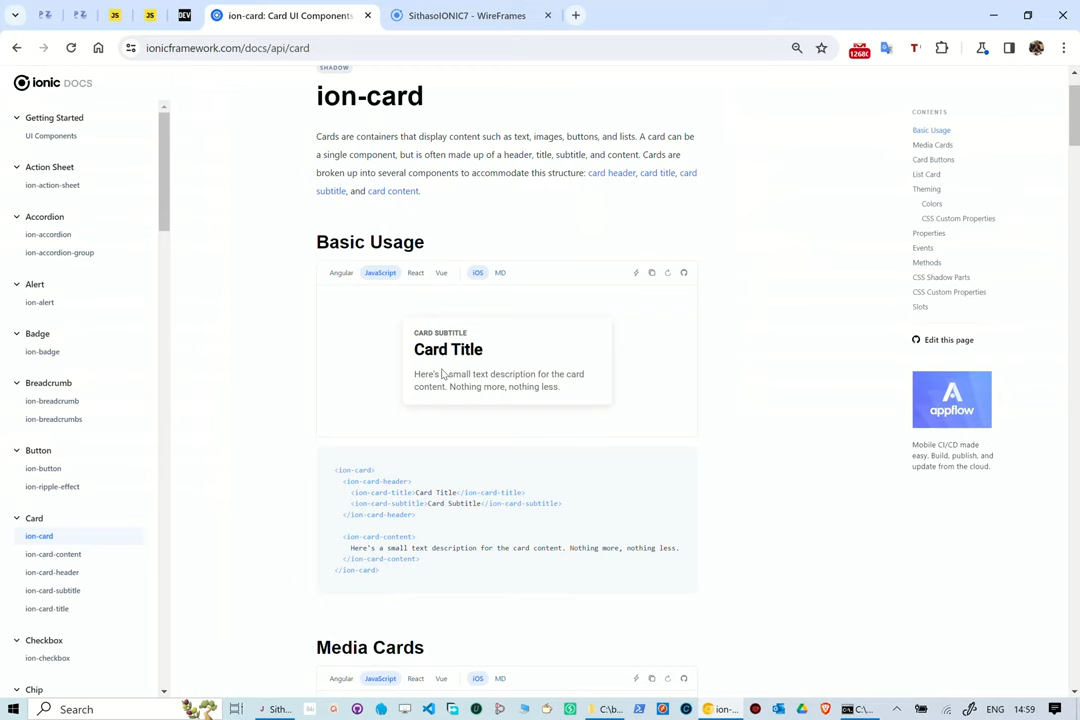 JS
JS
DEV
ion-card: Card UI Components
SithasoIONIC7 - WireFrames
ionicframework.com/docs/api/card
1268
T
ionic DOCS
Getting Started
UI Components
Action Sheet
ion-action-sheet
Accordion
ion-accordion
ion-accordion-group
Alert
ion-alert
Badge
ion-badge
Breadcrumb
ion-breadcrumb
ion-breadcrumbs
Button
ion-button
ion-ripple-effect
Card
ion-card
ion-card-content
ion-card-header
ion-card-subtitle
ion-card-title
Checkbox
ion-checkbox
Chip
SHADOW
ion-card
Cards are containers that display content such as text, images, buttons, and lists. A card can be
a single component, but is often made up of a header, title, subtitle, and content. Cards are
broken up into several components to accommodate this structure: card header, card title, card
subtitle, and card content.
Basic Usage
Angular JavaScript React Vue iOS MD
CARD SUBTITLE
Card Title
Here's small text description for the card
content. Nothing more, nothing less.
<ion-card>
<ion-card-header>
<ion-card-title>Card Title</ion-card-title>
<ion-card-subtitle>Card Subtitle</ion-card-subtitle>
</ion-card-header>
<ion-card-content>
Here's a small text description for the card content. Nothing more, nothing less.
</ion-card-content>
</ion-card>
Media Cards
Angular JavaScript React Vue iOS MD
CONTENTS
Basic Usage
Media Cards
Card Buttons
List Card
Theming
Colors
CSS Custom Properties
Properties
Events
Methods
CSS Shadow Parts
CSS Custom Properties
Slots
Edit this page
appflow
Mobile CI/CD made
easy. Build, publish, and
update from the cloud.
Search
Sith...
C:\b...
ion-...
C:\...
ENG
14:59